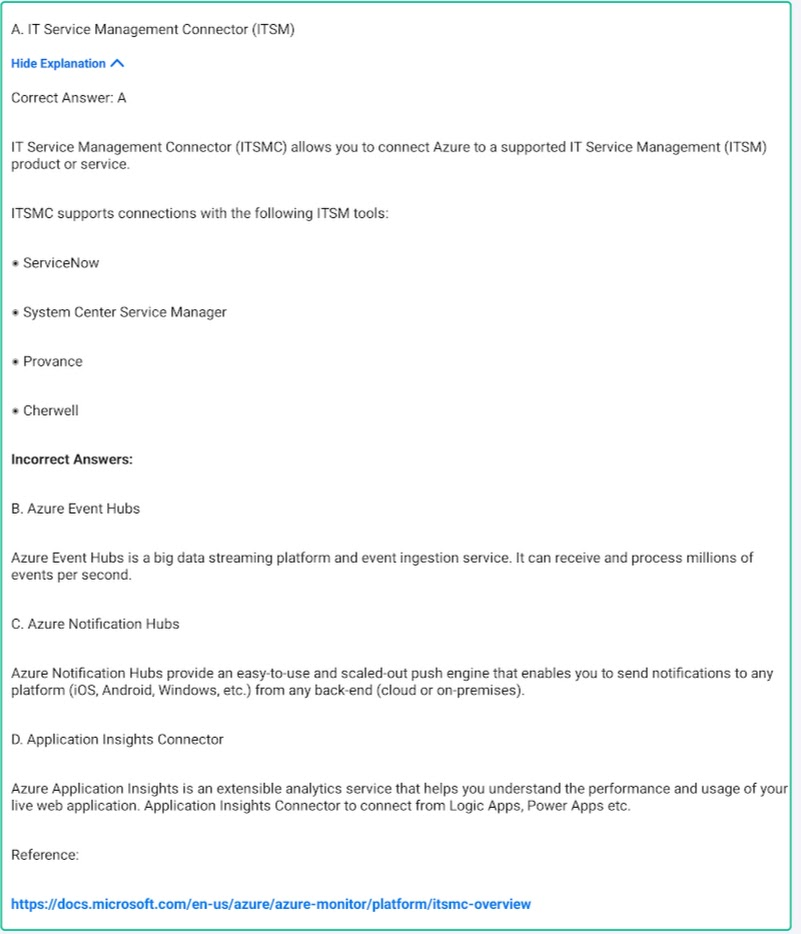 A. IT Service Management Connector (ITSM)
Hide Explanation
Correct Answer: A
IT Service Management Connector (ITSMC) allows you to connect Azure to a supported IT Service Management (ITSM)
product or service.
ITSMC supports connections with the following ITSM tools:
• ServiceNow
• System Center Service Manager
• Provance
• Cherwell
Incorrect Answers:
B. Azure Event Hubs
Azure Event Hubs is a big data streaming platform and event ingestion service. It can receive and process millions of
events per second.
C. Azure Notification Hubs
Azure Notification Hubs provide an easy-to-use and scaled-out push engine that enables you to send notifications to any
platform (iOS, Android, Windows, etc.) from any back-end (cloud or on-premises).
D. Application Insights Connector
Azure Application Insights is an extensible analytics service that helps you understand the performance and usage of your
live web application. Application Insights Connector to connect from Logic Apps, Power Apps etc.
Reference:
https://docs.microsoft.com/en-us/azure/azure-monitor/platform/itsmc-overview